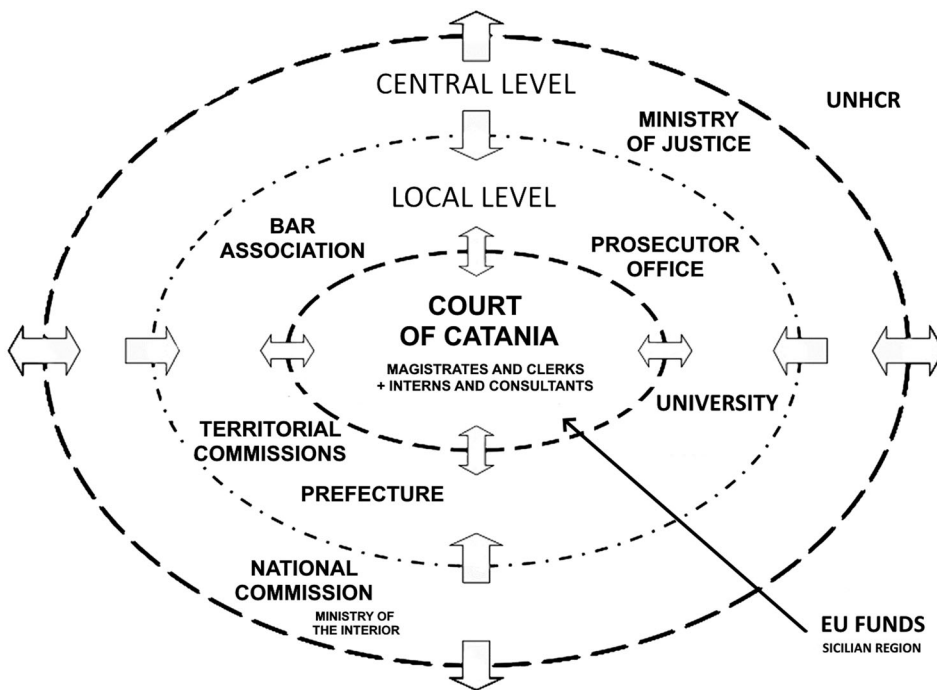 CENTRAL LEVEL
UNHCR
MINISTRY
OF JUSTICE
LOCAL LEVEL
BAR
ASSOCIATION
PROSECUTOR
OFFICE
COURT
OF CATANIA
MAGISTRATES AND CLERKS
+ INTERNS AND CONSULTANTS
UNIVERSITY
TERRITORIAL
COMMISSIONS
PREFECTURE
NATIONAL
COMMISSION
MINISTRY OF
THE INTERIOR
EU FUNDS
SICILIAN REGION